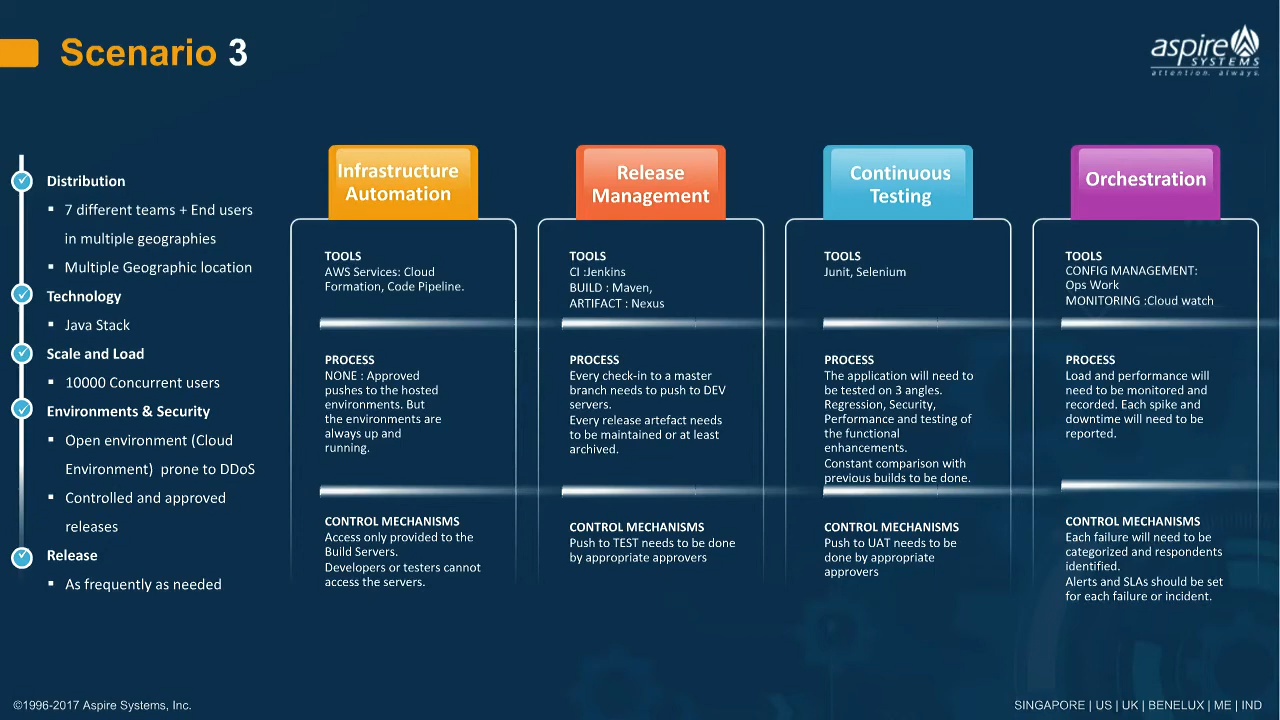 Scenario 3
aspire
SYSTEMS
attention. always.
Distribution
▪ 7 different teams + End users
in multiple geographies
▪ Multiple Geographic location
Technology
▪ Java Stack
Scale and Load
▪ 10000 Concurrent users
Environments & Security
▪ Open environment (Cloud
Environment) prone to DDoS
▪ Controlled and approved
releases
Release
▪ As frequently as needed
Infrastructure
Automation
TOOLS
AWS Services: Cloud
Formation, Code Pipeline.
PROCESS
NONE : Approved
pushes to the hosted
environments. But
the environments are
always up and
running.
CONTROL MECHANISMS
Access only provided to the
Build Servers.
Developers or testers cannot
access the servers.
Release
Management
TOOLS
CI :Jenkins
BUILD : Maven,
ARTIFACT : Nexus
PROCESS
Every check-in to a master
branch needs to push to DEV
servers.
Every release artefact needs
to be maintained or at least
archived.
CONTROL MECHANISMS
Push to TEST needs to be done
by appropriate approvers
Continuous
Testing
TOOLS
Junit, Selenium
PROCESS
The application will need to
be tested on 3 angles.
Regression, Security,
Performance and testing of
the functional
enhancements.
Constant comparison with
previous builds to be done.
CONTROL MECHANISMS
Push to UAT needs to be
done by appropriate
approvers
Orchestration
TOOLS
CONFIG MANAGEMENT:
Ops Work
MONITORING :Cloud watch
PROCESS
Load and performance will
need to be monitored and
recorded. Each spike and
downtime will need to be
reported.
CONTROL MECHANISMS
Each failure will need to be
categorized and respondents
identified.
Alerts and SLAs should be set
for each failure or incident.
©1996-2017 Aspire Systems, Inc.
SINGAPORE | US | UK | BENELUX | ME | IND